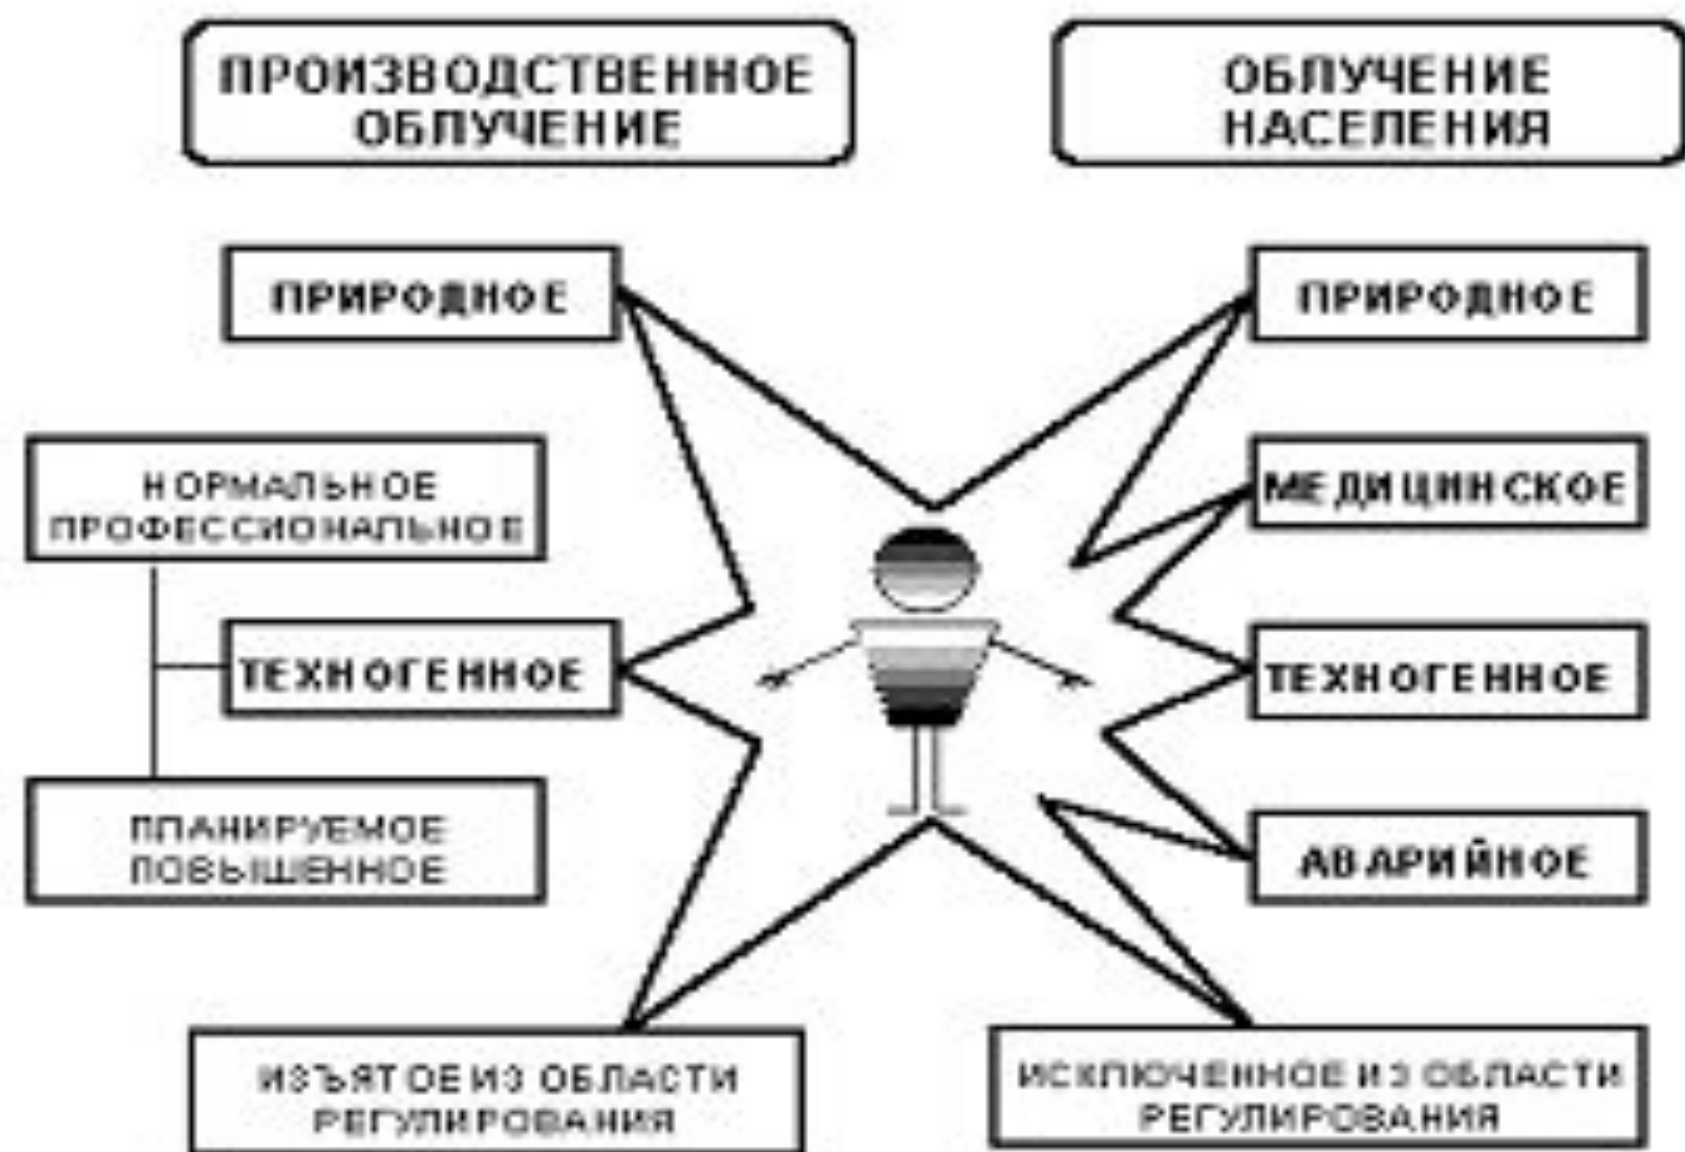 ПРОИЗВОДСТВЕННОЕ
ОБЛУЧЕНИЕ
ОБЛУЧЕНИЕ
НАСЕЛЕНИЯ
ПРИРОДНОЕ
ПРИРОДНОЕ
НОРМАЛЬНОЕ
ПРОФЕССИОНАЛЬНОЕ
МЕДИЦИНСКОЕ
ТЕХНОГЕННОЕ
ТЕХНОГЕННОЕ
ПЛАНИРУЕМОЕ
ПОВЫШЕННОЕ
АВАРИЙНОЕ
ИЗЪЯТОЕ ИЗ ОБЛАСТИ
РЕГУЛИРОВАНИЯ
ИСКЛЮЧЕННОЕ ИЗ ОБЛАСТИ
РЕГУЛИРОВАНИЯ